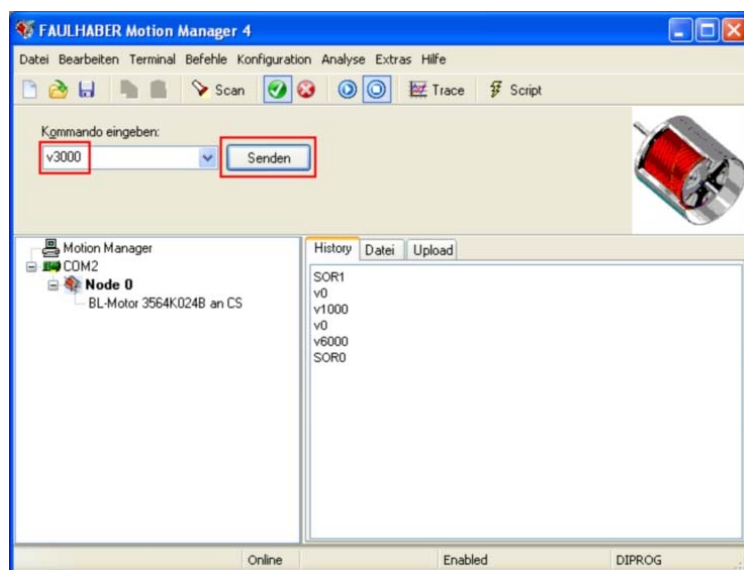 FAULHABER Motion Manager 4
Datei Bearbeiten Terminal Befehle Konfiguration Analyse Extras Hilfe
Scan Trace Script
Kommando eingeben:
v3000 Senden
Motion Manager
COM2
Node 0
BL-Motor 3564K024B an CS
History Datei Upload
SOR1
v0
v1000
v0
v6000
SOR0
Online Enabled DIPROG